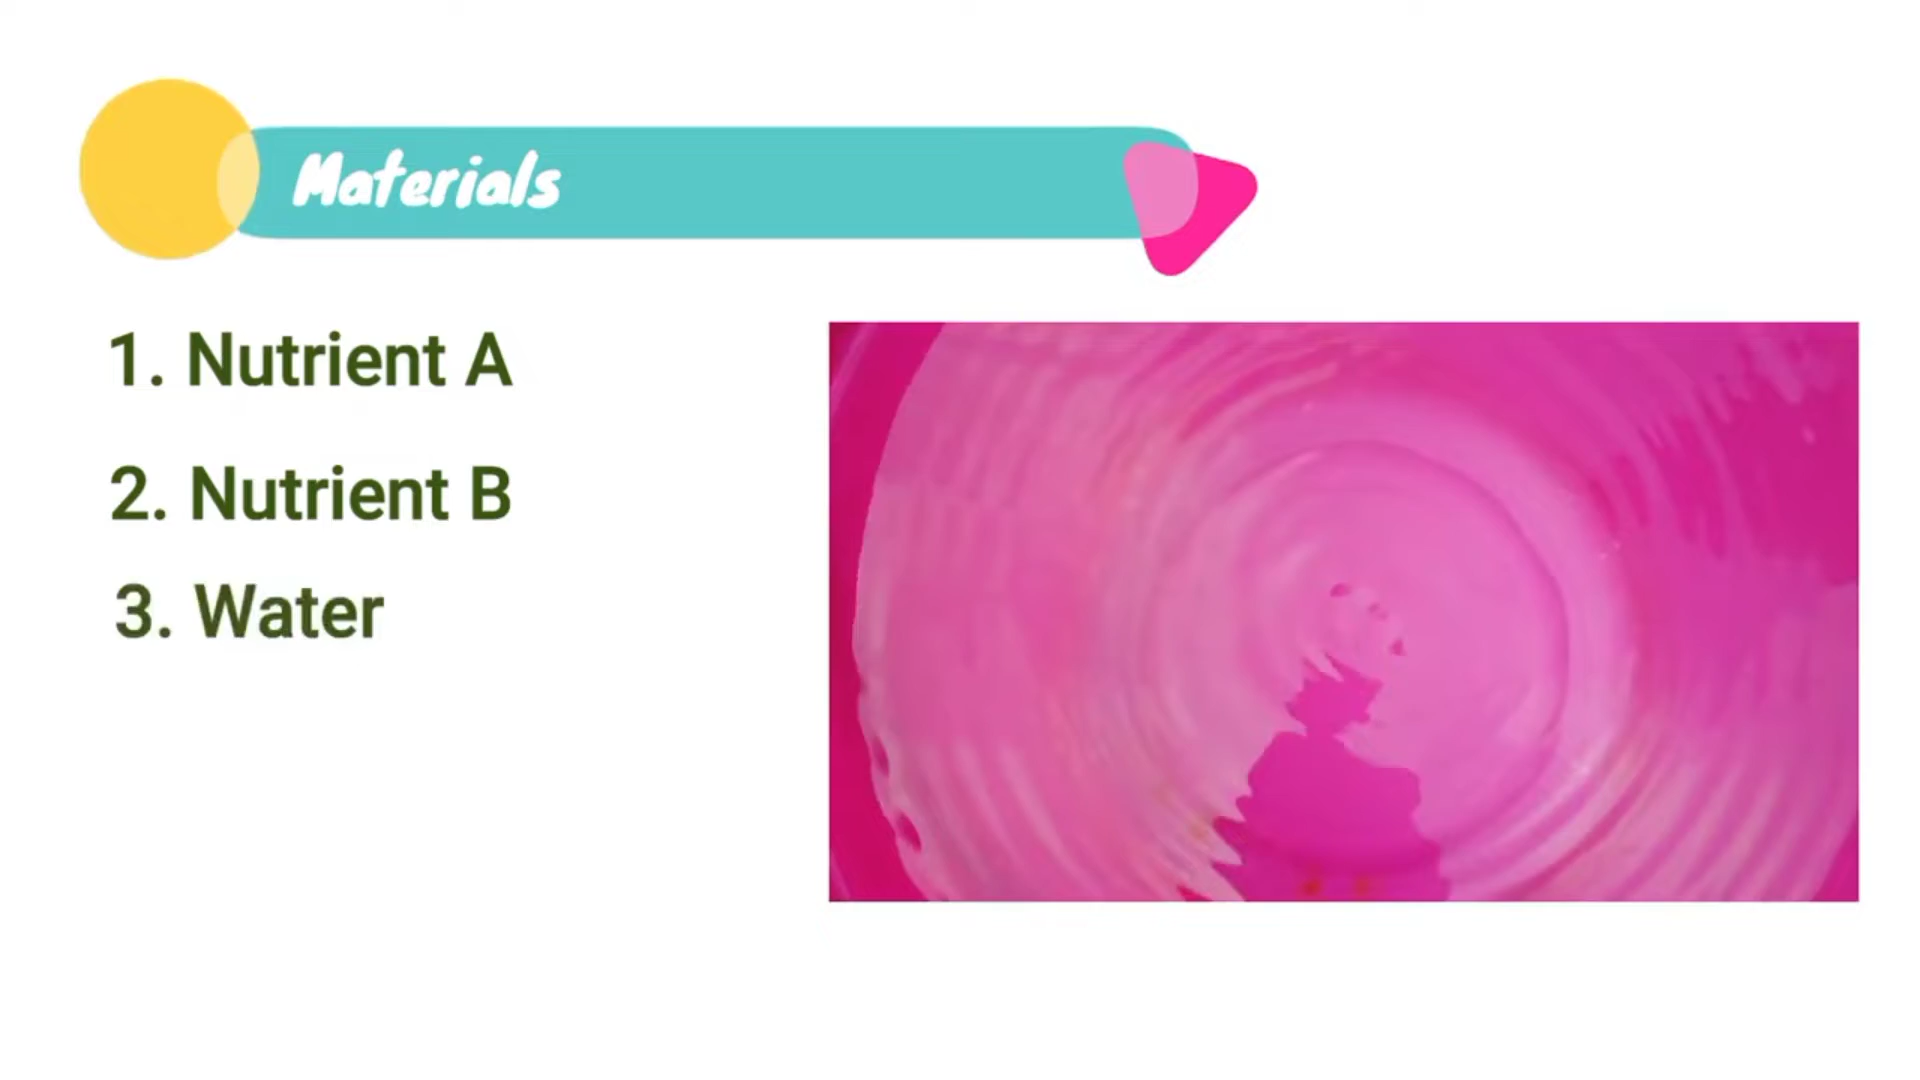 Materials
1. Nutrient A
2. Nutrient B
3. Water